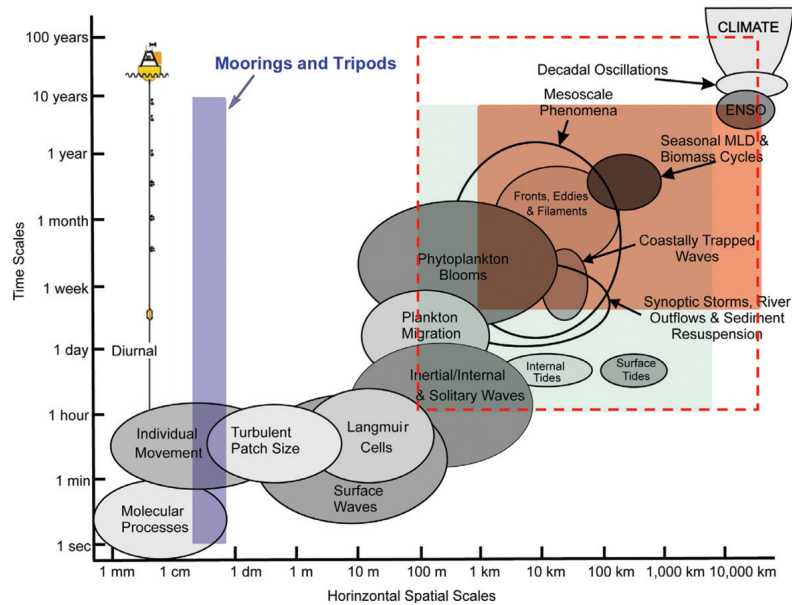 100 years
10 years
1 year
1 month
1 week
1 day
1 hour
1 min
1 sec
Time Scales
Moorings and Tripods
Diurnal
CLIMATE
Decadal Oscillations
ENSO
Mesoscale
Phenomena
Seasonal MLD &
Biomass Cycles
Fronts, Eddies
& Filaments
Coastally Trapped
Waves
Phytoplankton
Blooms
Synoptic Storms, River
Outflows & Sediment
Resuspension
Plankton
Migration
Internal
Tides
Surface
Tides
Inertial/Internal
& Solitary Waves
Individual
Movement
Turbulent
Patch Size
Langmuir
Cells
Surface
Waves
Molecular
Processes
1 mm
1 cm
1 dm
1 m
10 m
100 m
1 km
10 km
100 km
1,000 km
10,000 km
Horinzontal Spatial Scales